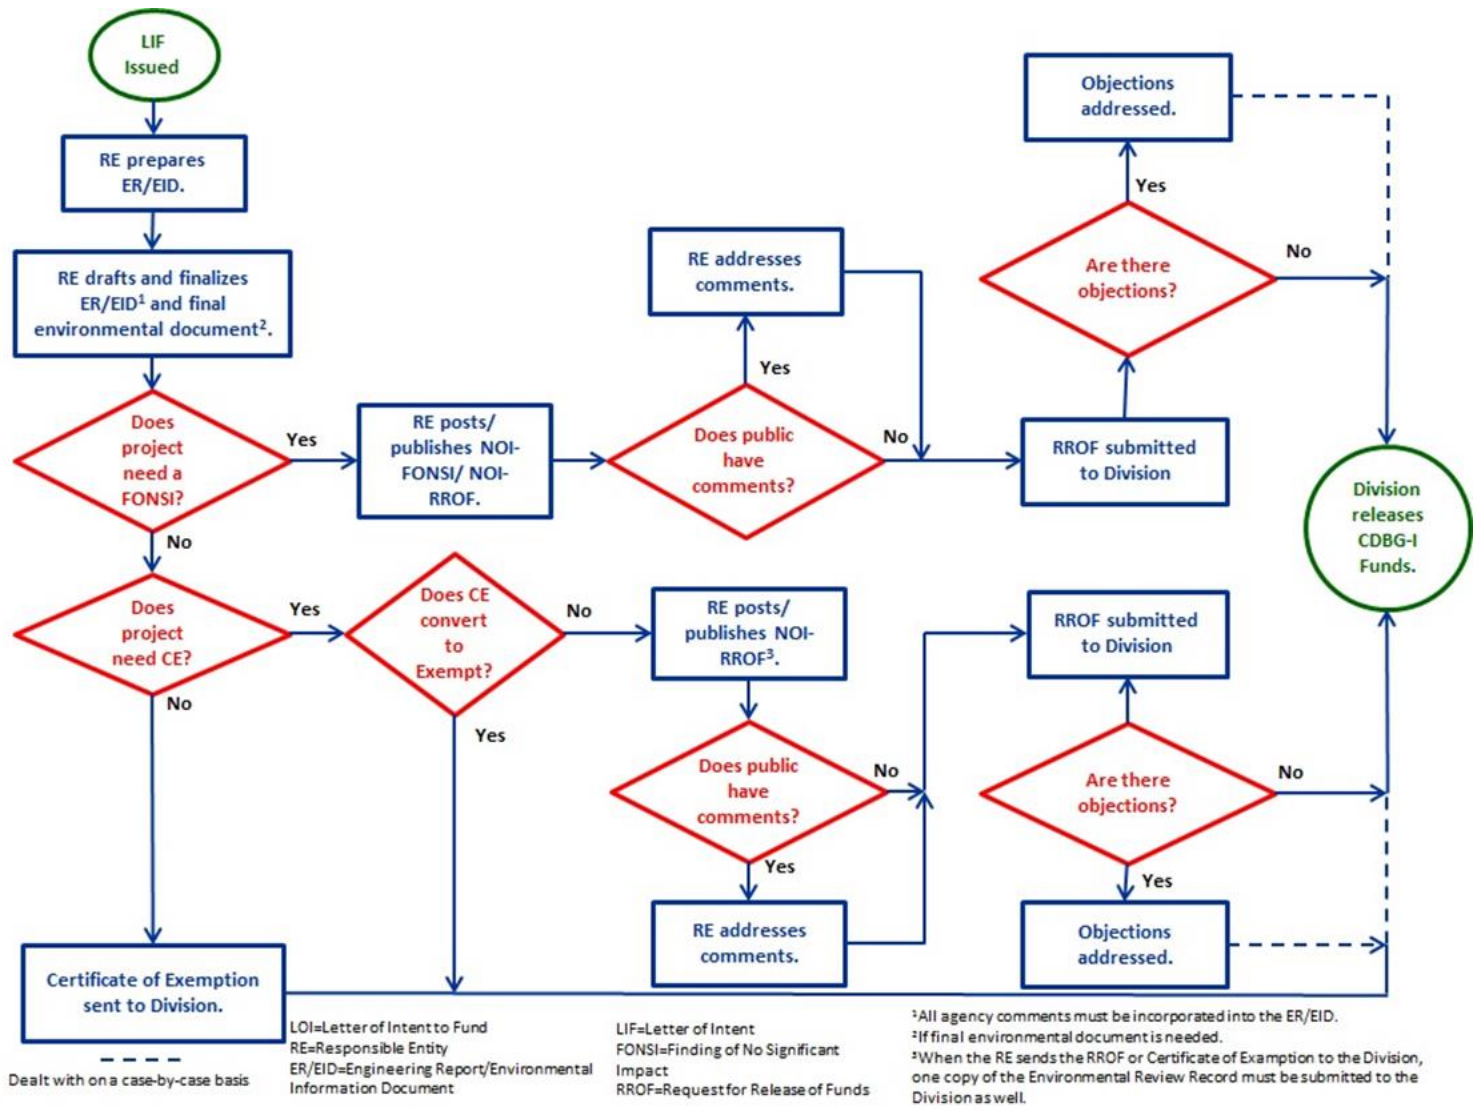 LIF
Issued
RE prepares
ER/EID.
RE drafts and finalizes
ER/EID¹ and final
environmental document².
Does
project
need a
FONSI?
Yes
RE posts/
publishes NOI-
FONSI/ NOI-
RROF.
Does public
have
comments?
Yes
RE addresses
comments.
No
RROF submitted
to Division
Are there
objections?
Yes
Objections
addressed.
No
Division
releases
CDBG-I
Funds.
No
Does
project
need CE?
Yes
Does CE
convert
to
Exempt?
No
RE posts/
publishes NOI-
RROF³.
Yes
Does public
have
comments?
No
Yes
RE addresses
comments.
RROF submitted
to Division
Are there
objections?
No
Yes
Objections
addressed.
No
Certificate of Exemption
sent to Division.
Dealt with on a case-by-case basis
LOI=Letter of Intent to Fund
RE=Responsible Entity
ER/EID=Engineering Report/Environmental
Information Document
LIF=Letter of Intent
FONSI=Finding of No Significant
Impact
RROF=Request for Release of Funds
¹All agency comments must be incorporated into the ER/EID.
²If final environmental document is needed.
³When the RE sends the RROF or Certificate of Examption to the Division,
one copy of the Environmental Review Record must be submitted to the
Division as well.